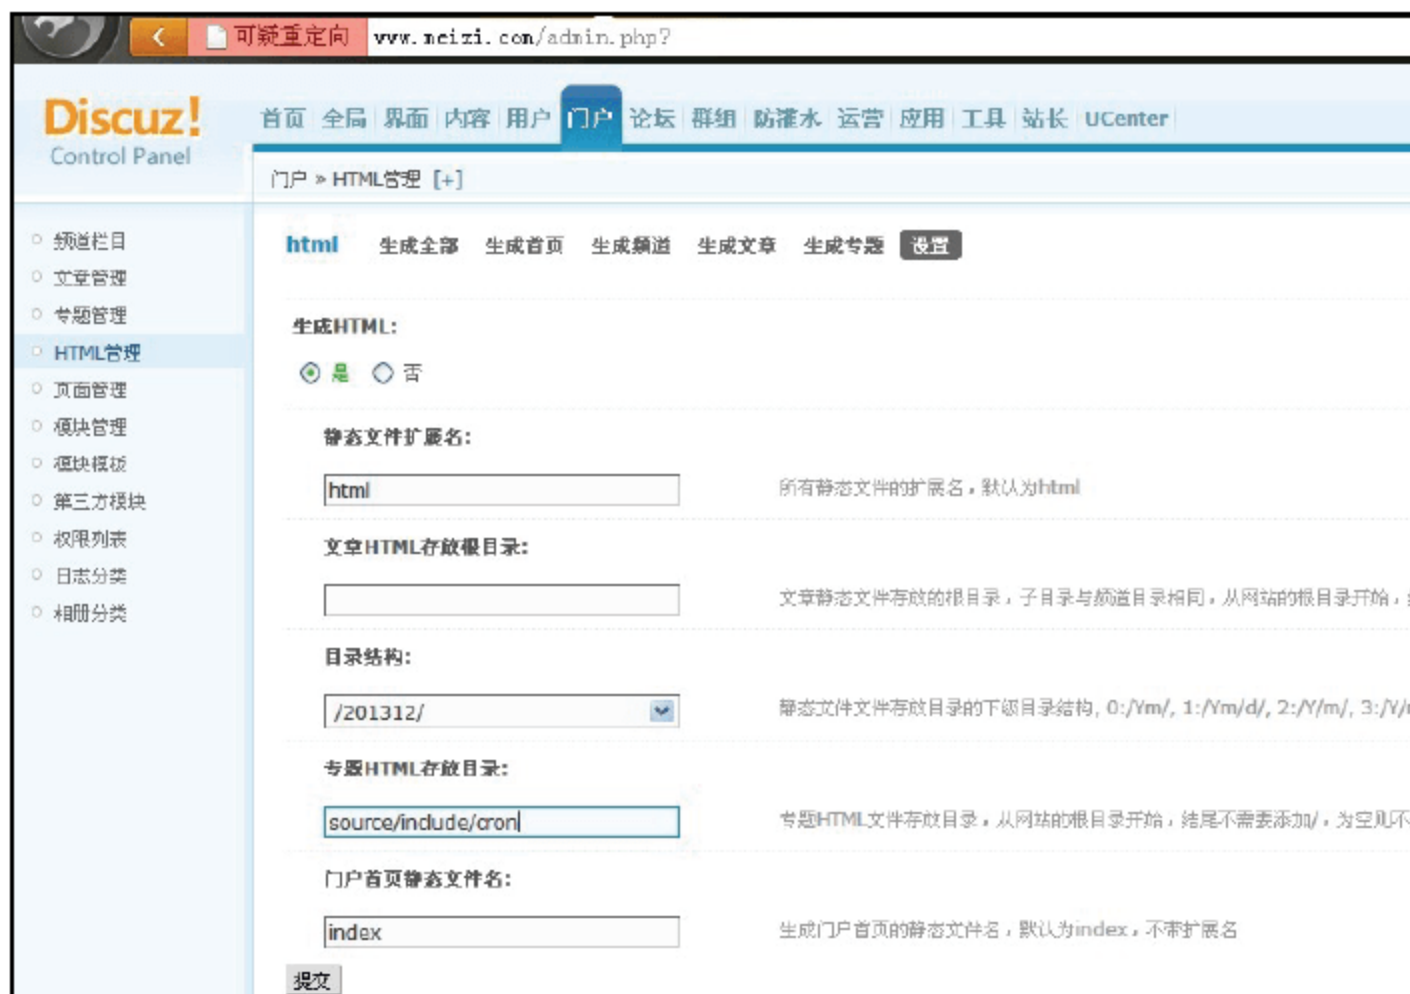 可疑重定向 www.meizi.com/admin.php?
Discuz!
Control Panel
首页 全局 界面 内容 用户 门户 论坛 群组 防灌水 运营 应用 工具 站长 UCenter
门户 » HTML管理 [+]
频道栏目
文章管理
专题管理
HTML管理
页面管理
模块管理
模块模板
第三方模块
权限列表
日志分类
相册分类
html 生成全部 生成首页 生成频道 生成文章 生成专题 设置
生成HTML:
是 否
静态文件扩展名:
html 所有静态文件的扩展名，默认为html
文章HTML存放根目录:
文章静态文件存放的根目录，子目录与频道目录相同，从网站的根目录开始，
目录结构:
/201312/ 静态文件文件存放目录的下级目录结构, 0:/Ym/, 1:/Ym/d/, 2:/Y/m/, 3:/Y/
专题HTML存放目录:
source/include/cron 专题HTML文件存放目录，从网站的根目录开始，结尾不需要添加/，为空则不
门户首页静态文件名:
index 生成门户首页的静态文件名，默认为index，不带扩展名
提交